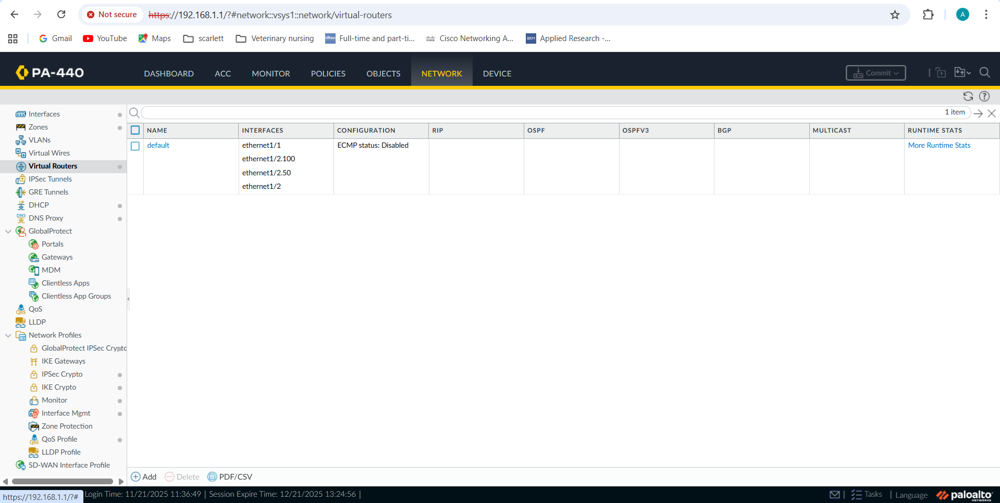 Not secure https://192.168.1.1/?#network::vsys1::network/virtual-routers A
Gmail YouTube Maps scarlett Veterinary nursing Full-time and part-ti... Cisco Networking A... BRM Applied Research -...
PA-440 DASHBOARD ACC MONITOR POLICIES OBJECTS NETWORK DEVICE Commit
Interfaces
Zones
VLANs
Virtual Wires
Virtual Routers
IPSec Tunnels
GRE Tunnels
DHCP
DNS Proxy
GlobalProtect
Portals
Gateways
MDM
Clientless Apps
Clientless App Groups
QoS
LLDP
Network Profiles
GlobalProtect IPSec Crypto
IKE Gateways
IPSec Crypto
IKE Crypto
Monitor
Interface Mgmt
Zone Protection
QoS Profile
LLDP Profile
SD-WAN Interface Profile
1 item
NAME INTERFACES CONFIGURATION RIP OSPF OSPFV3 BGP MULTICAST RUNTIME STATS
default ethernet1/1 ECMP status: Disabled More Runtime Stats
ethernet1/2.100
ethernet1/2.50
ethernet1/2
Add Delete PDF/CSV
https://192.168.1.1/?# Login Time: 11/21/2025 11:36:49 | Session Expire Time: 12/21/2025 13:24:56 | Tasks | Language paloalto NETWORKS